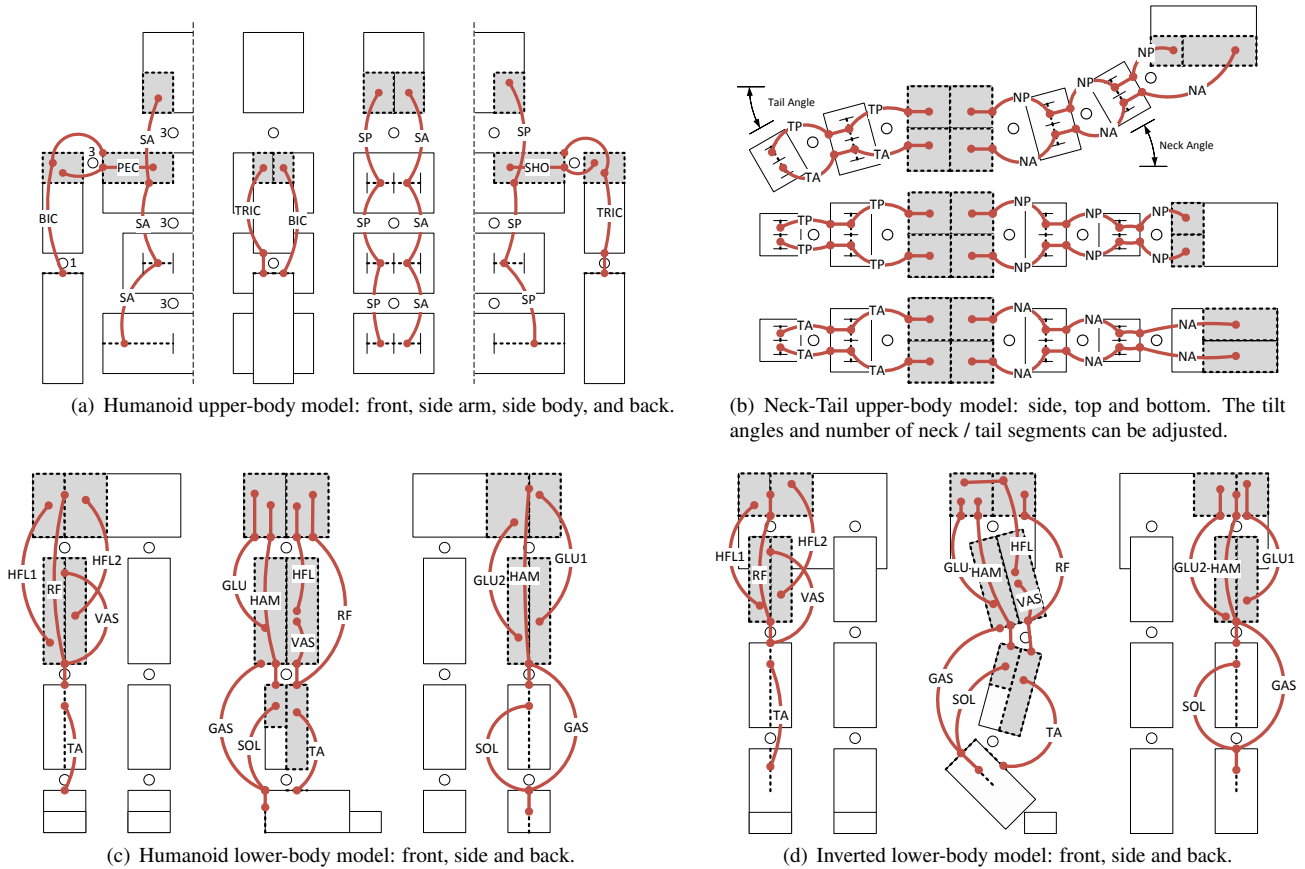 3
SA
3
PEC
BIC
SA
3
1
SA
3
TRIC
BIC
SP
SA
SP
SA
SP
SA
SP
SHO
SP
TRIC
SP
(a) Humanoid upper-body model: front, side arm, side body, and back.
Tail Angle
TP
TP
TA
TA
NP
NP
NP
NA
NA
NA
Neck Angle
TP
TP
NP
NP
NP
TP
TP
NP
NP
NP
TA
TA
NA
NA
NA
TA
TA
NA
NA
NA
(b) Neck-Tail upper-body model: side, top and bottom. The tilt
angles and number of neck / tail segments can be adjusted.
HFL1
RF
HFL2
VAS
TA
GLU
HAM
HFL
VAS
RF
GAS
SOL
TA
GLU2
HAM
GLU1
SOL
GAS
(c) Humanoid lower-body model: front, side and back.
HFL1
RF
HFL2
VAS
TA
GLU
HAM
HFL
VAS
RF
GAS
SOL
TA
GLU2
HAM
GLU1
SOL
GAS
(d) Inverted lower-body model: front, side and back.